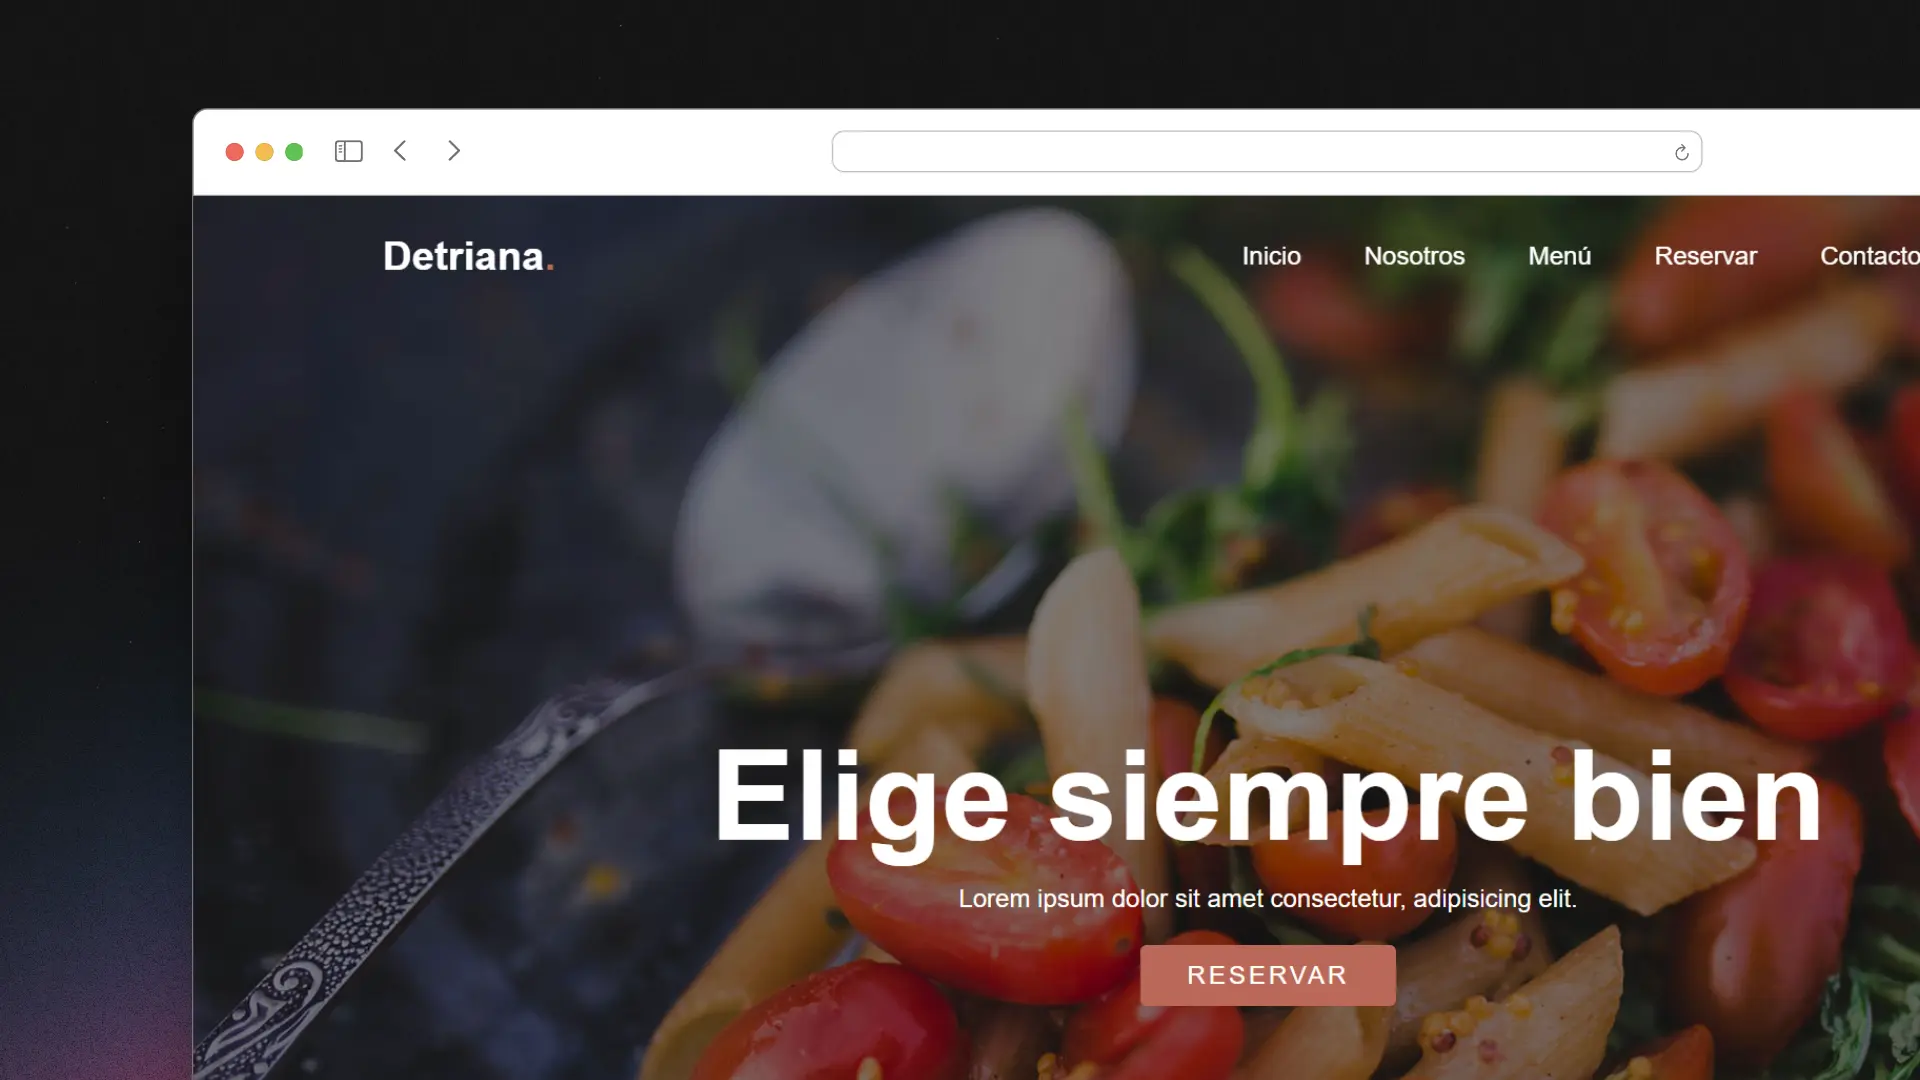 Detriana.
Inicio Nosotros Menú Reservar Contacto
Elige siempre bien
Lorem ipsum dolor sit amet consectetur, adipisicing elit.
RESERVAR